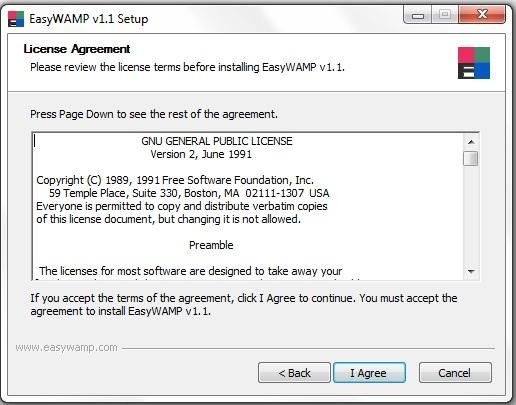 EasyWAMP v1.1 Setup
License Agreement
Please review the license terms before installing EasyWAMP v1.1.
Press Page Down to see the rest of the agreement.
GNU GENERAL PUBLIC LICENSE
Version 2, June 1991
Copyright (C) 1989, 1991 Free Software Foundation, Inc.
59 Temple Place, Suite 330, Boston, MA  02111-1307  USA
Everyone is permitted to copy and distribute verbatim copies
of this license document, but changing it is not allowed.
Preamble
The licenses for most software are designed to take away your
If you accept the terms of the agreement, click I Agree to continue. You must accept the
agreement to install EasyWAMP v1.1.
www.easywamp.com
< Back
I Agree
Cancel